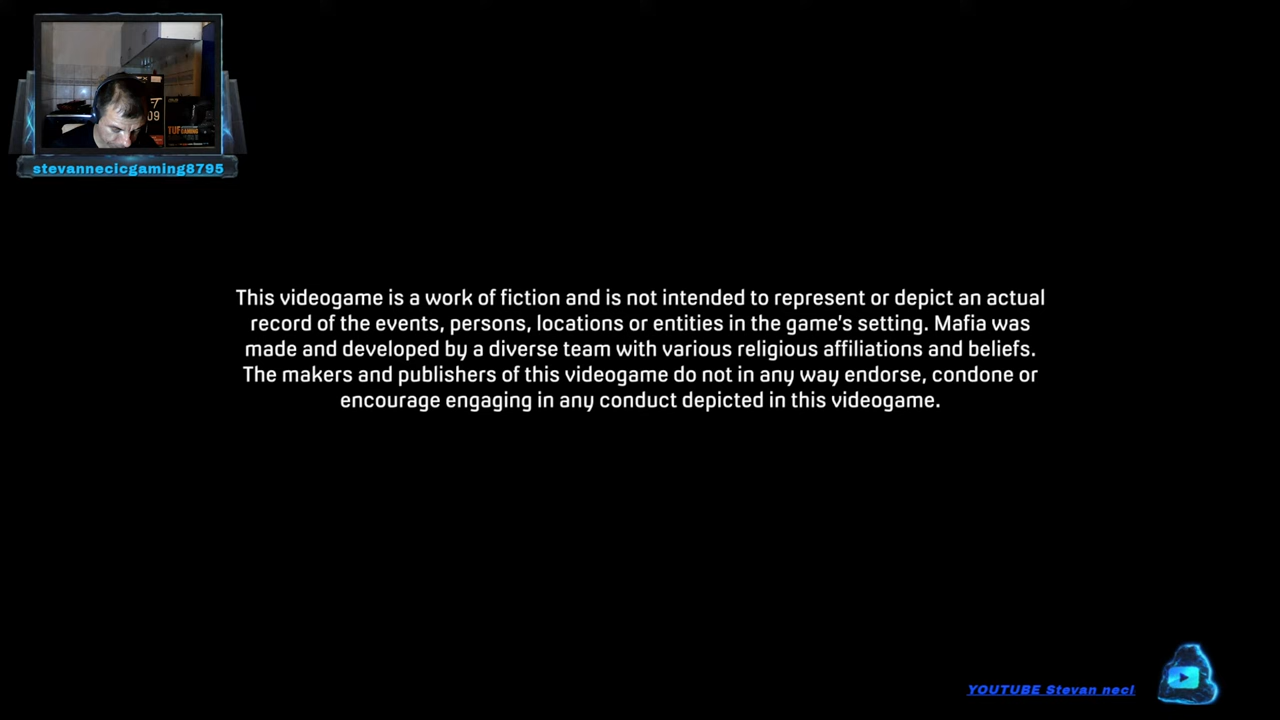 09
TUF GAMING
stevannecicgaming8795
This videogame is a work of fiction and is not intended to represent or depict an actual
record of the events, persons, locations or entities in the game's setting. Mafia was
made and developed by a diverse team with various religious affiliations and beliefs.
The makers and publishers of this videogame do not in any way endorse, condone or
encourage engaging in any conduct depicted in this videogame.
YOUTUBE Stevan neci